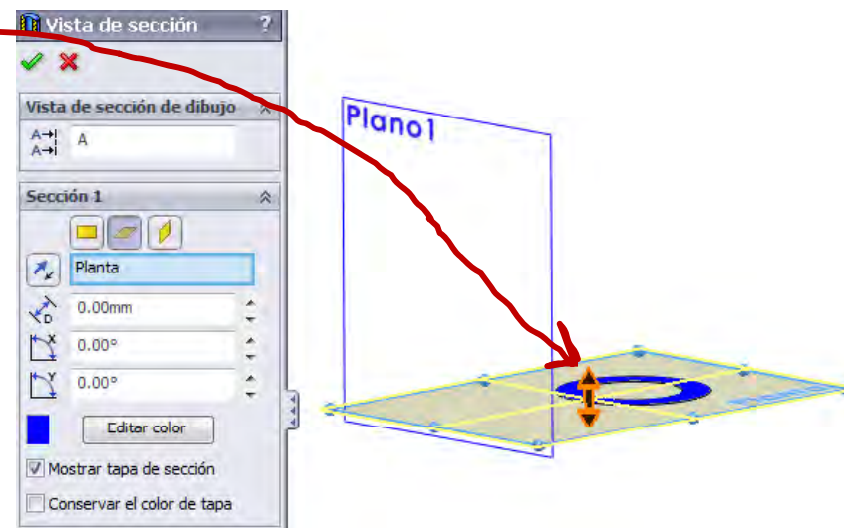 Vista de sección ?
Vista de sección de dibujo
A
A
A
Sección 1
Planta
D
0.00mm
X
0.00°
Y
0.00°
Editar color
Mostrar tapa de sección
Conservar el color de tapa
Plano1